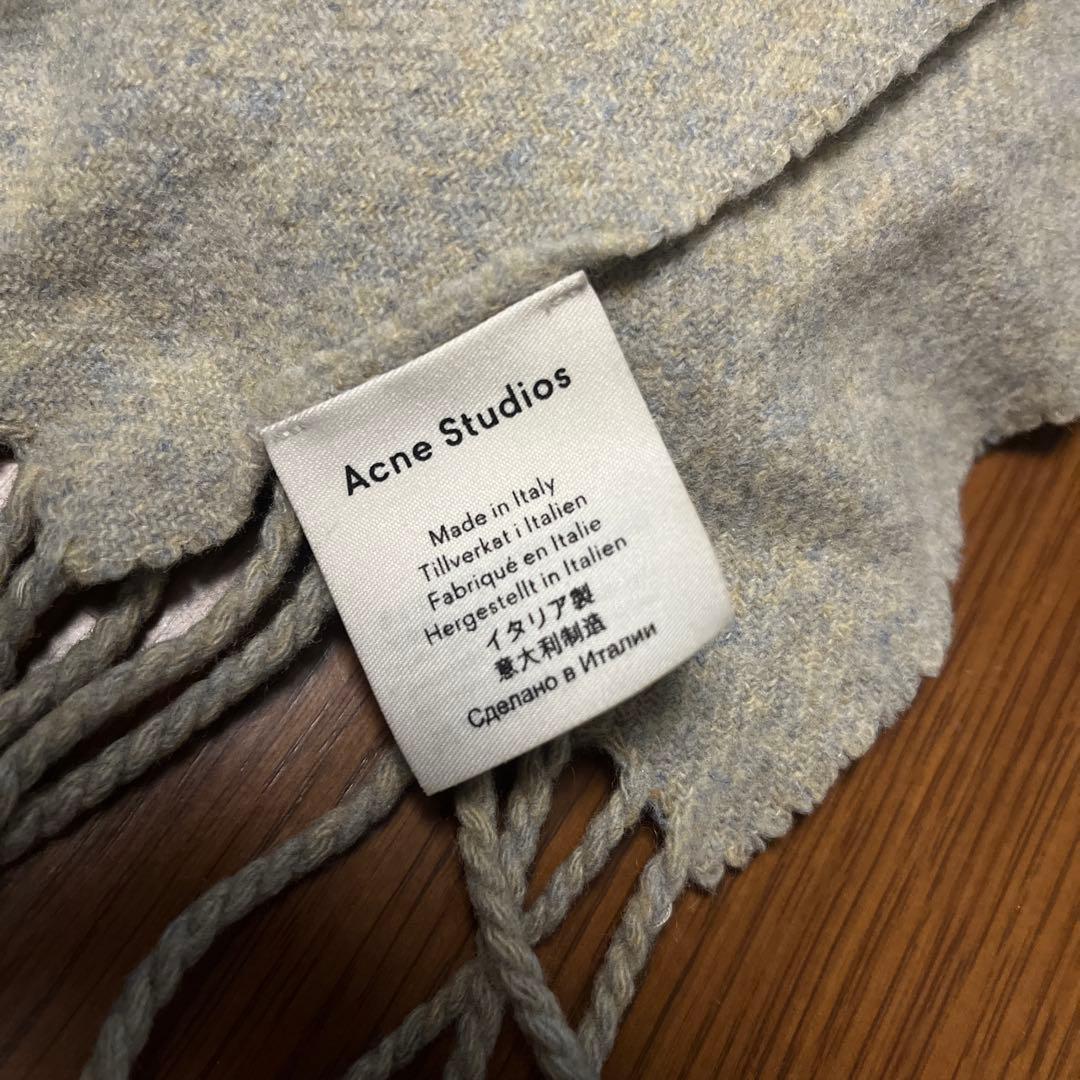 Acne Studios
Made in Italy
Tillverkat i Italien
Fabriqué en Italie
Hergestellt in Italien
イタリア製
意大利制造
Сделано в Италии